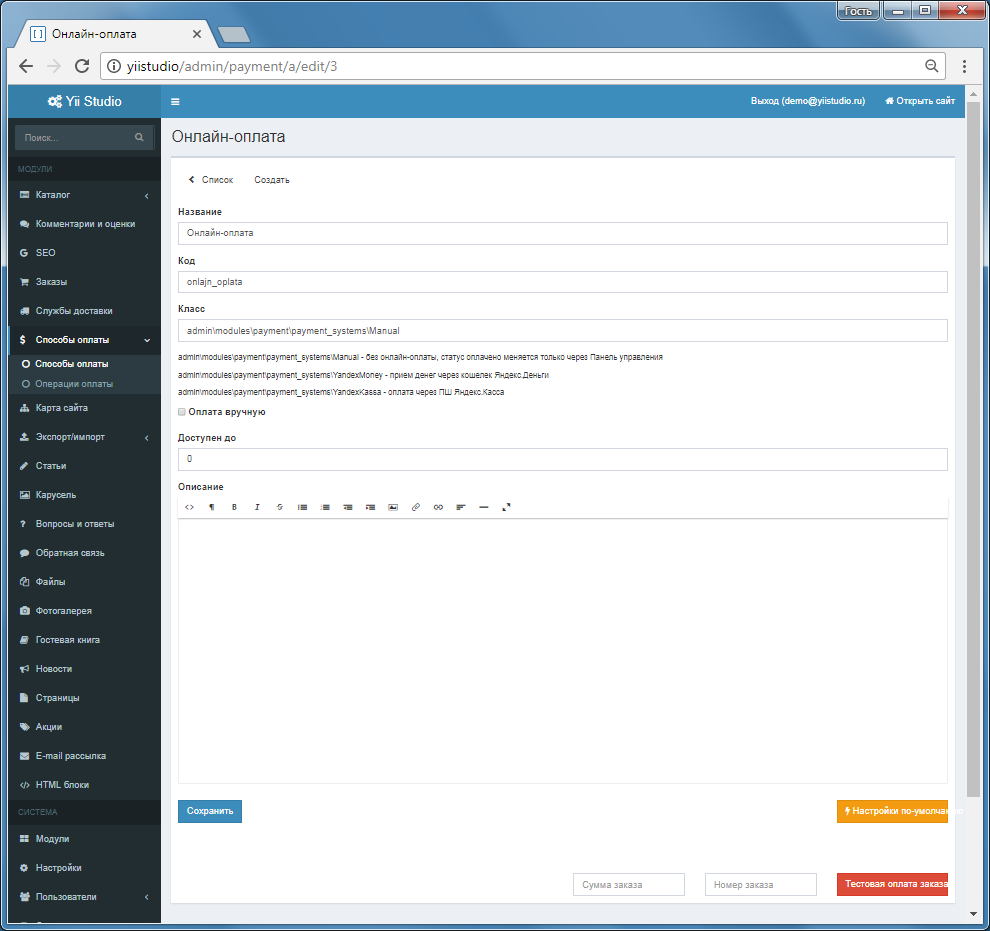 Гость
Онлайн-оплата
yiistudio/admin/payment/a/edit/3
Yii Studio
Выход (demo@yiistudio.ru)
Открыть сайт
Поиск...
МОДУЛИ
Каталог
Комментарии и оценки
SEO
Заказы
Службы доставки
Способы оплаты
Способы оплаты
Операции оплаты
Карта сайта
Экспорт/импорт
Статьи
Карусель
Вопросы и ответы
Обратная связь
Файлы
Фотогалерея
Гостевая книга
Новости
Страницы
Акции
E-mail рассылка
HTML блоки
СИСТЕМА
Модули
Настройки
Пользователи
Онлайн-оплата
Список
Создать
Название
Онлайн-оплата
Код
onlajn_oplata
Класс
admin\modules\payment\payment_systems\Manual
admin\modules\payment\payment_systems\Manual - без онлайн-оплаты, статус оплачено меняется только через Панель управления
admin\modules\payment\payment_systems\YandexMoney - прием денег через кошелек Яндекс.Деньги
admin\modules\payment\payment_systems\YandexKassa - оплата через ПШ Яндекс.Касса
Оплата вручную
Доступен до
0
Описание
Сохранить
Настройки по-умолчан
Сумма заказа
Номер заказа
Тестовая оплата заказа